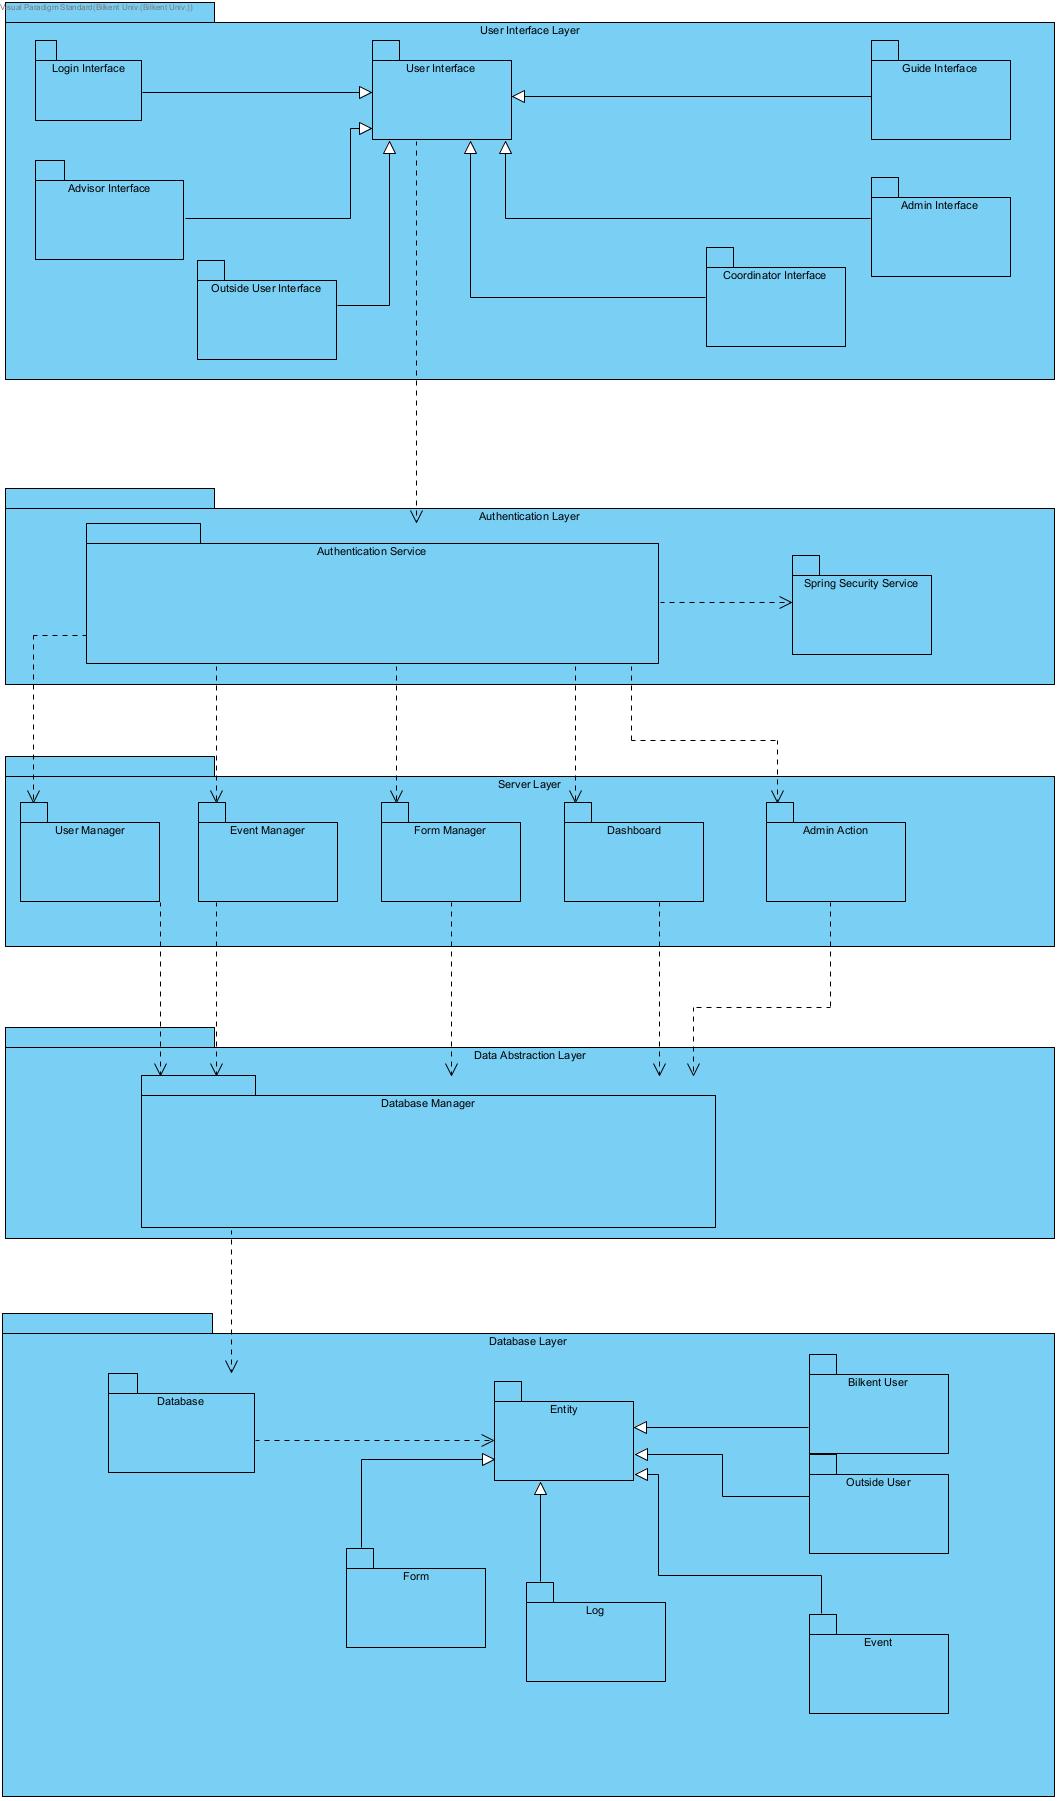 Visual Paradigm Standard(Bilkent Univ.(Bilkent Univ.))
User Interface Layer
Login Interface
User Interface
Guide Interface
Advisor Interface
Admin Interface
Outside User Interface
Coordinator Interface
Authentication Layer
Authentication Service
Spring Security Service
Server Layer
User Manager
Event Manager
Form Manager
Dashboard
Admin Action
Data Abstraction Layer
Database Manager
Database Layer
Bilkent User
Database
Entity
Outside User
Form
Log
Event